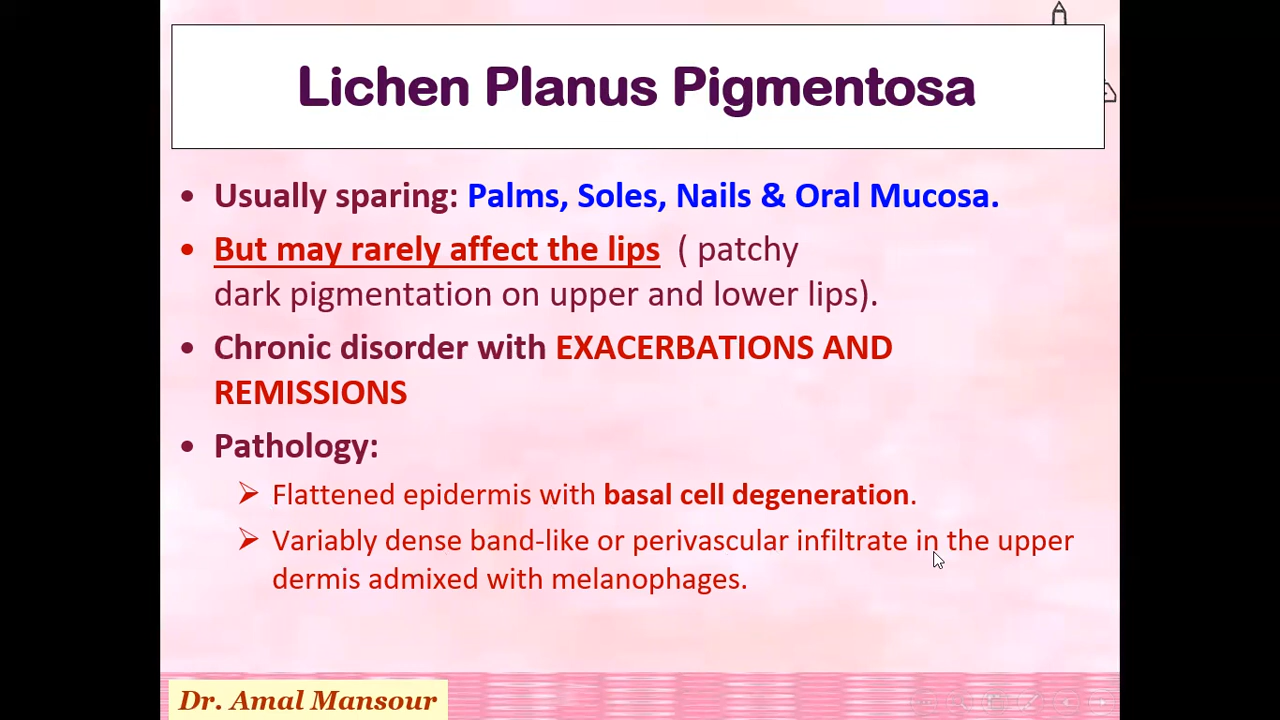 Lichen Planus Pigmentosa
• Usually sparing: Palms, Soles, Nails & Oral Mucosa.
• But may rarely affect the lips ( patchy
dark pigmentation on upper and lower lips).
• Chronic disorder with EXACERBATIONS AND
REMISSIONS
• Pathology:
➢ Flattened epidermis with basal cell degeneration.
➢ Variably dense band-like or perivascular infiltrate in the upper
dermis admixed with melanophages.
Dr. Amal Mansour